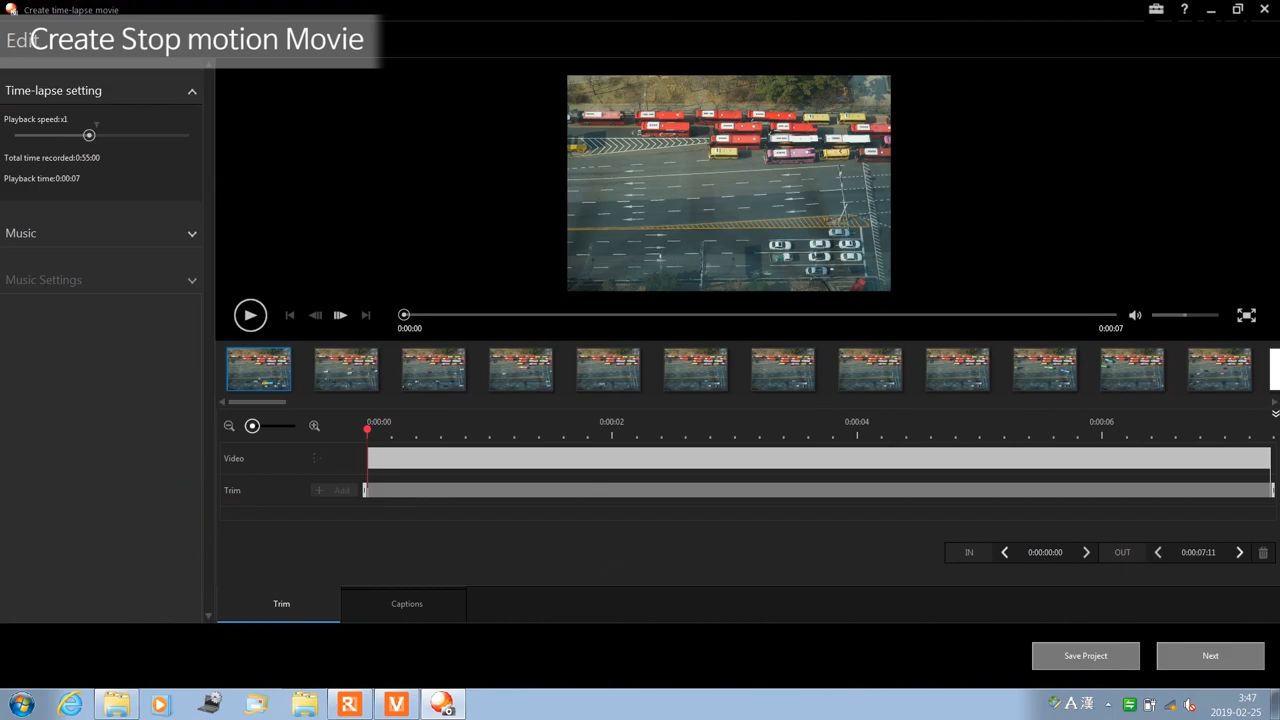 Create time-lapse movie
Edit
Create Stop motion Movie
Time-lapse setting
Playback speed:x1
Total time recorded:0:55:00
Playback time:0:00:07
Music
Music Settings
0:00:00
0:00:07
0:00:00
0:00:02
0:00:04
0:00:06
Video
Trim
+ Add
IN
0:00:00:00
OUT
0:00:07:11
Trim
Captions
Save Project
Next
A 漢
3:47
2019-02-25